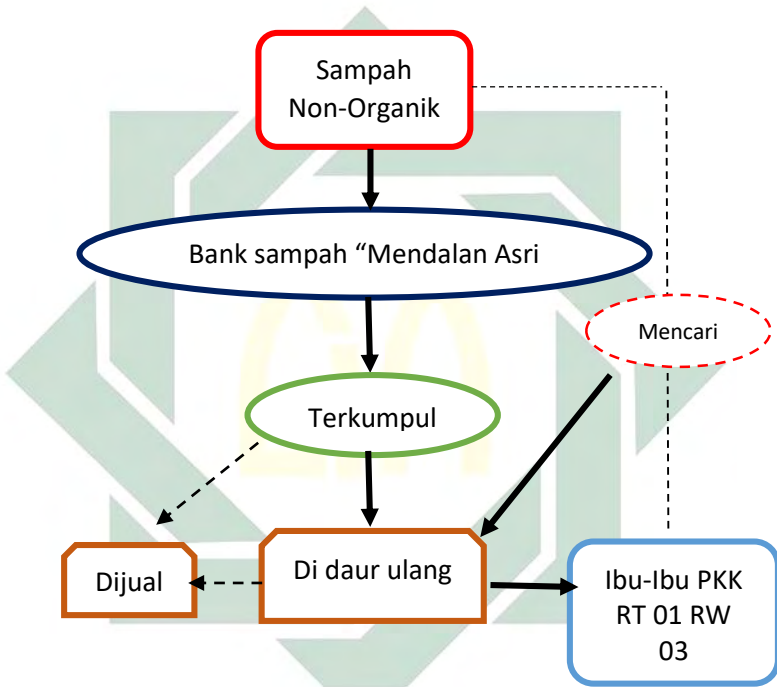 Sampah
Non-Organik
Bank sampah “Mendalan Asri
Mencari
Terkumpul
Dijual
Di daur ulang
Ibu-Ibu PKK
RT 01 RW
03